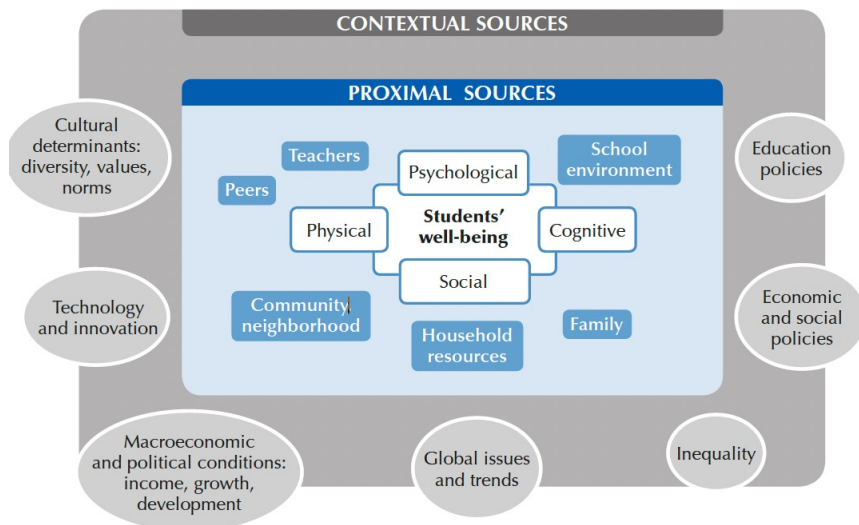 CONTEXTUAL SOURCES
PROXIMAL SOURCES
Cultural
determinants:
diversity, values,
norms
Teachers
Peers
Psychological
School
environment
Education
policies
Physical
Students'
well-being
Cognitive
Social
Technology
and innovation
Community
neighborhood
Household
resources
Family
Economic
and social
policies
Macroeconomic
and political conditions:
income, growth,
development
Global issues
and trends
Inequality